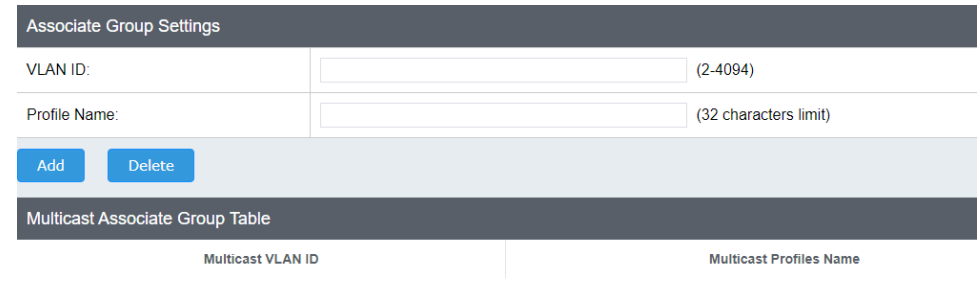 Associate Group Settings
VLAN ID: (2-4094)
Profile Name: (32 characters limit)
Add Delete
Multicast Associate Group Table
Multicast VLAN ID Multicast Profiles Name